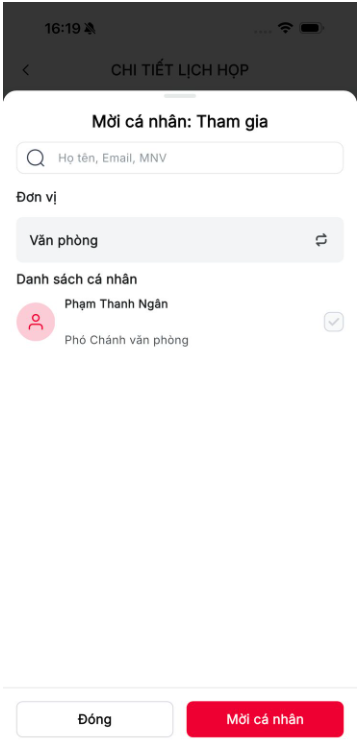 16:19
CHI TIẾT LỊCH HỌP
Mời cá nhân: Tham gia
Họ tên, Email, MNV
Đơn vị
Văn phòng
Danh sách cá nhân
Phạm Thanh Ngân
Phó Chánh văn phòng
Đóng
Mời cá nhân